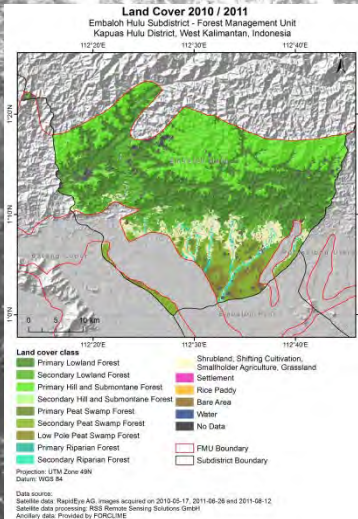 Land Cover 2010 / 2011
Embaloh Hulu Subdistrict - Forest Management Unit
Kapuas Hulu District, West Kalimantan, Indonesia
112°20'E 112°30'E 112°40'E
1°20'N
1°10'N
1°0'N
0 5 10 km
112°20'E 112°30'E 112°40'E
Land cover class
Primary Lowland Forest
Secondary Lowland Forest
Primary Hill and Submontane Forest
Secondary Hill and Submontane Forest
Primary Peat Swamp Forest
Secondary Peat Swamp Forest
Low Pole Peat Swamp Forest
Primary Riparian Forest
Secondary Riparian Forest
Shrubland, Shifting Cultivation,
Smallholder Agriculture, Grassland
Settlement
Rice Paddy
Bare Area
Water
No Data
FMU Boundary
Subdistrict Boundary
Projection: UTM Zone 49N
Datum: WGS 84
Data source:
Satellite data: RapidEye AG, images acquired on 2010-05-17, 2011-06-26 and 2011-08-12
Satellite data processing: RSS Remote Sensing Solutions GmbH
Ancillary data: Provided by FORCLIME